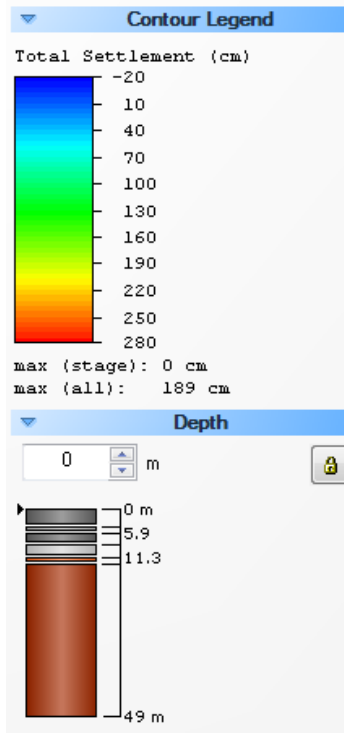 Contour Legend
Total Settlement (cm)
-20
10
40
70
100
130
160
190
220
250
280
max (stage): 0 cm
max (all): 189 cm
Depth
0 m
0 m
5.9
11.3
49 m